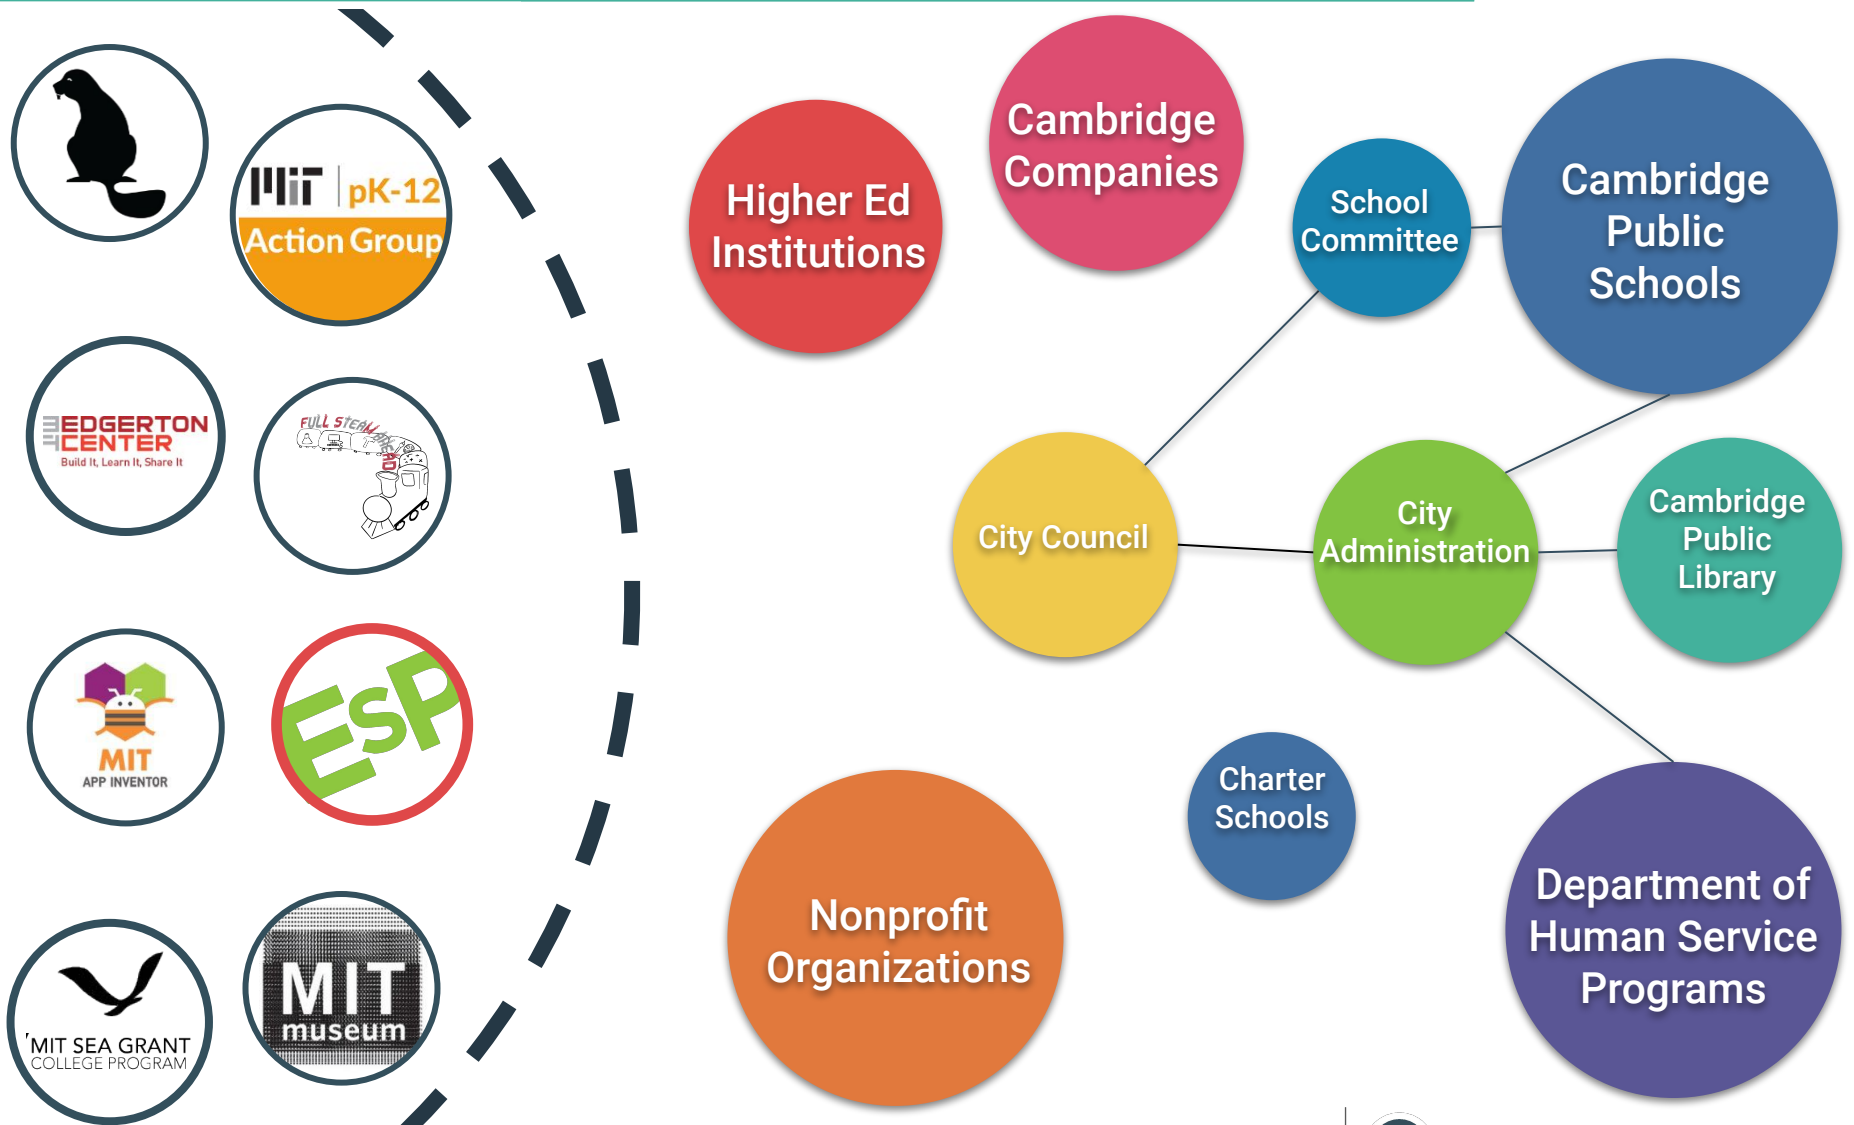 MIT
pK-12
Action Group
EDGERTON
CENTER
Build It, Learn It, Share It
FULL STEAM AHEAD
MIT
APP INVENTOR
ESP
MIT SEA GRANT
COLLEGE PROGRAM
MIT
museum
Higher Ed
Institutions
Cambridge
Companies
School
Committee
Cambridge
Public
Schools
City Council
City
Administration
Cambridge
Public
Library
Charter
Schools
Nonprofit
Organizations
Department of
Human Service
Programs